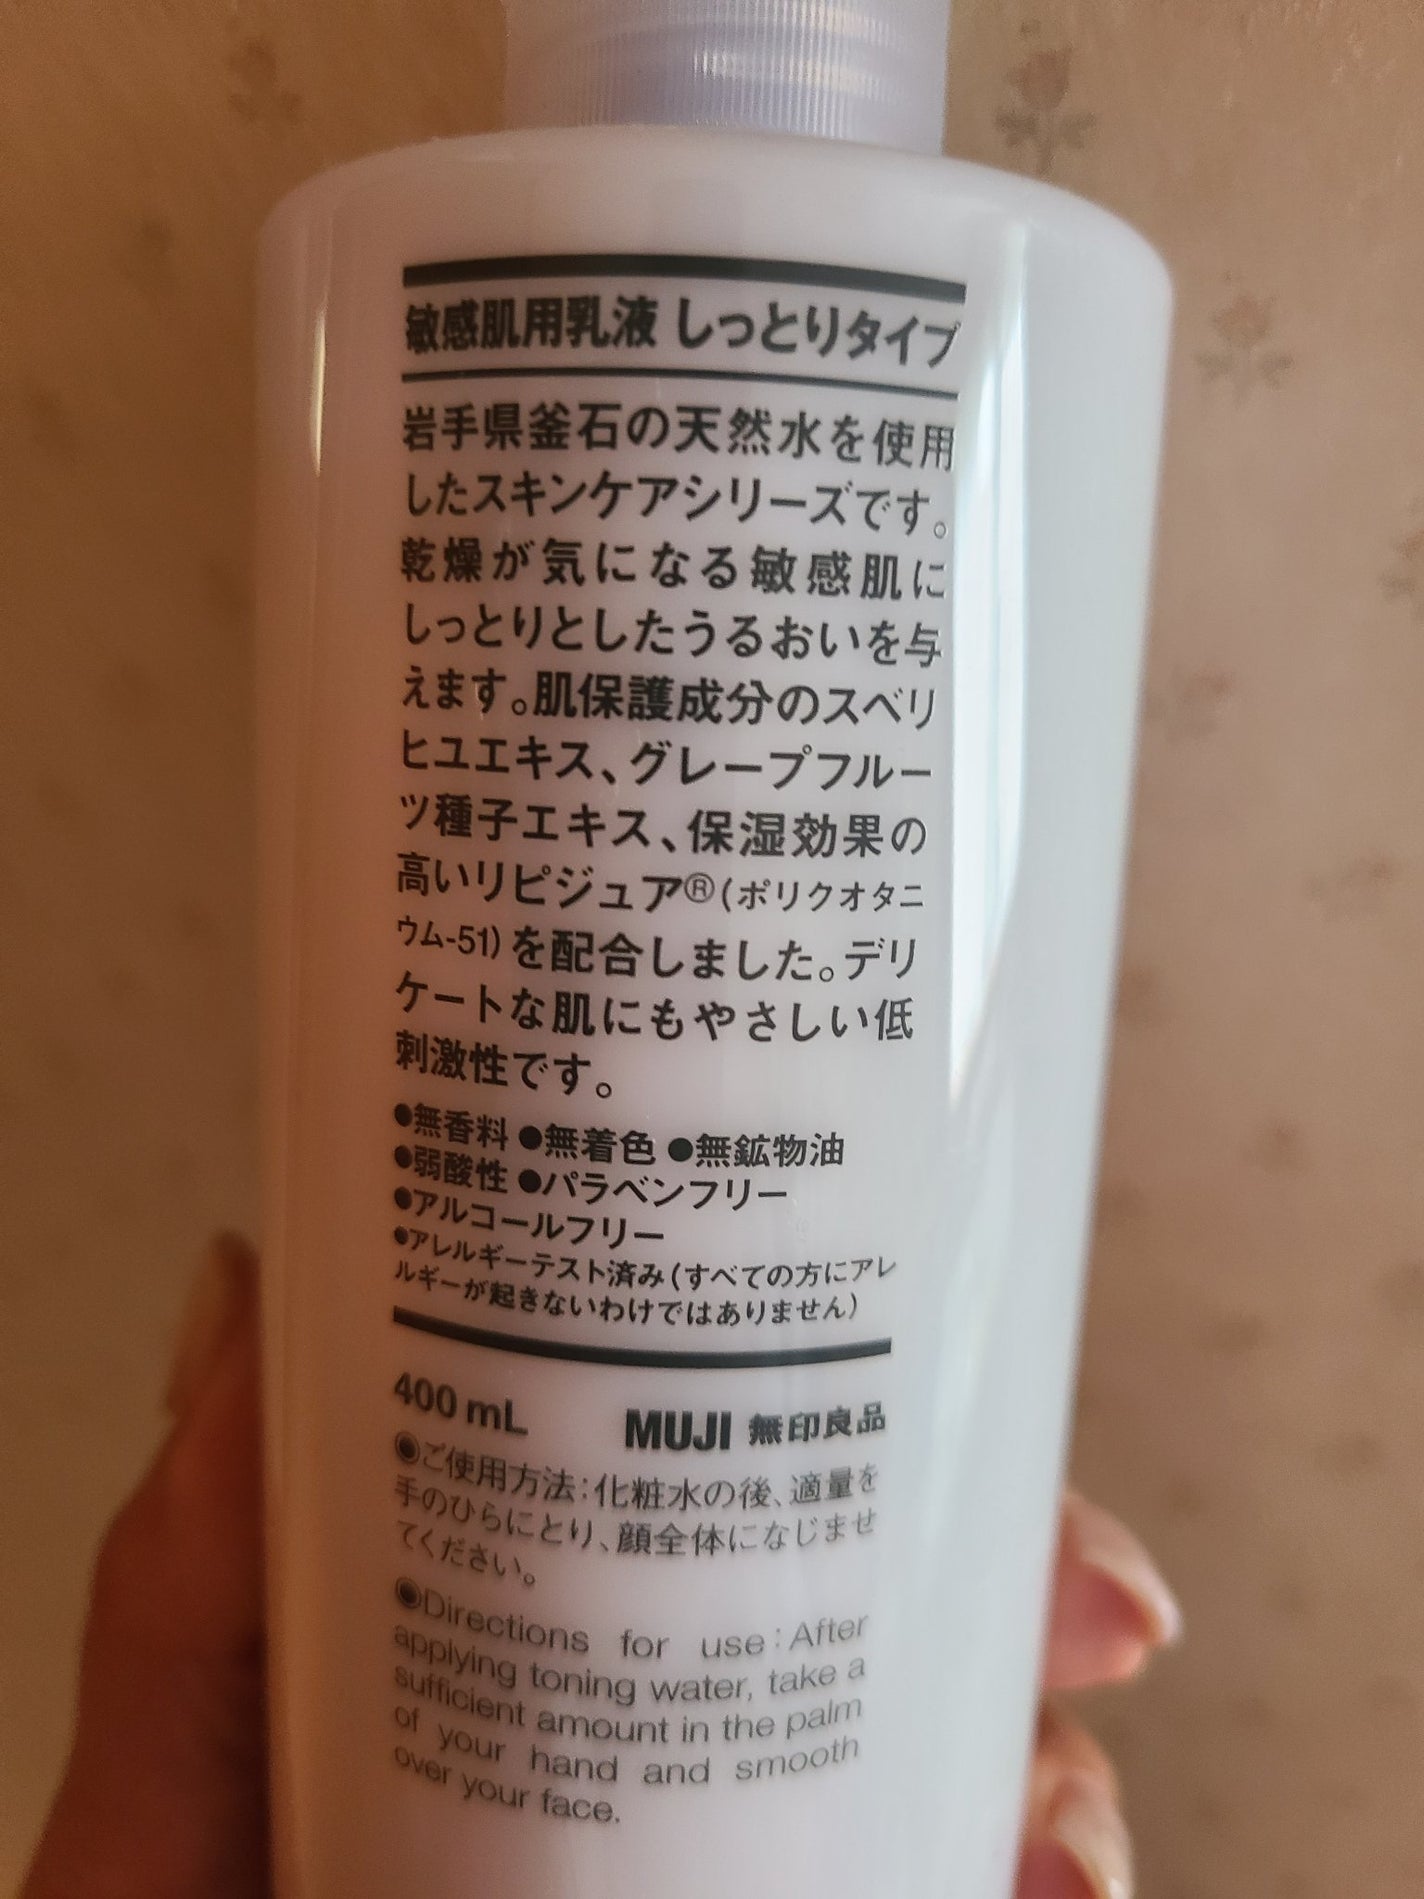 敏感肌用乳液 しっとりタイプ
岩手県釜石の天然水を使用
したスキンケアシリーズです。
乾燥が気になる敏感肌に
しっとりとしたうるおいを与
えます。肌保護成分のスベリ
ヒユエキス、グレープフルー
ツ種子エキス、保湿効果の
高いリピジュア®(ポリクオタニ
ウム-51)を配合しました。デリ
ケートな肌にもやさしい低
刺激性です。
●無香料 ●無着色 ●無鉱物油
●弱酸性 ●パラベンフリー
●アルコールフリー
●アレルギーテスト済み(すべての方にアレ
ルギーが起きないわけではありません)
400 mL MUJI 無印良品
◉ご使用方法：化粧水の後、適量を
手のひらにとり、顔全体になじませ
てください。
◉Directions for use：After
applying toning water, take a
sufficient amount in the palm
of your hand and smooth
over your face.